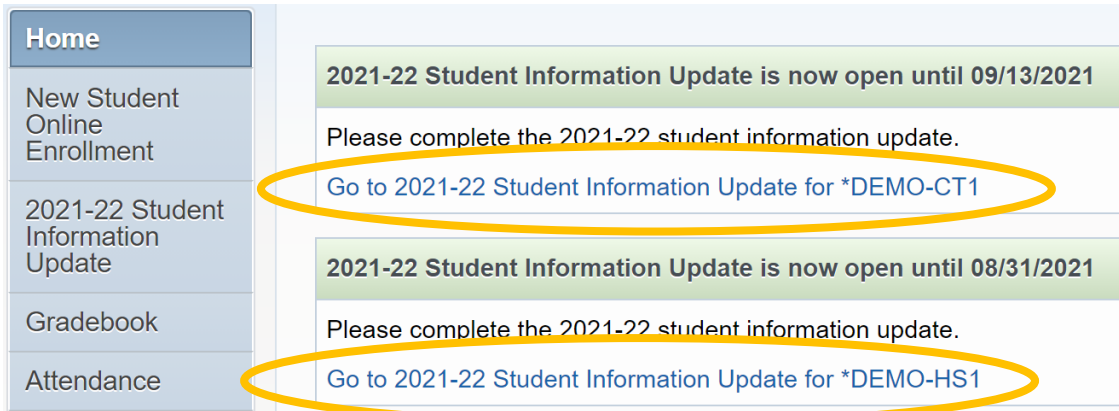 Home
New Student
Online
Enrollment
2021-22 Student
Information
Update
Gradebook
Attendance
2021-22 Student Information Update is now open until 09/13/2021
Please complete the 2021-22 student information update.
Go to 2021-22 Student Information Update for *DEMO-CT1
2021-22 Student Information Update is now open until 08/31/2021
Please complete the 2021-22 student information update.
Go to 2021-22 Student Information Update for *DEMO-HS1